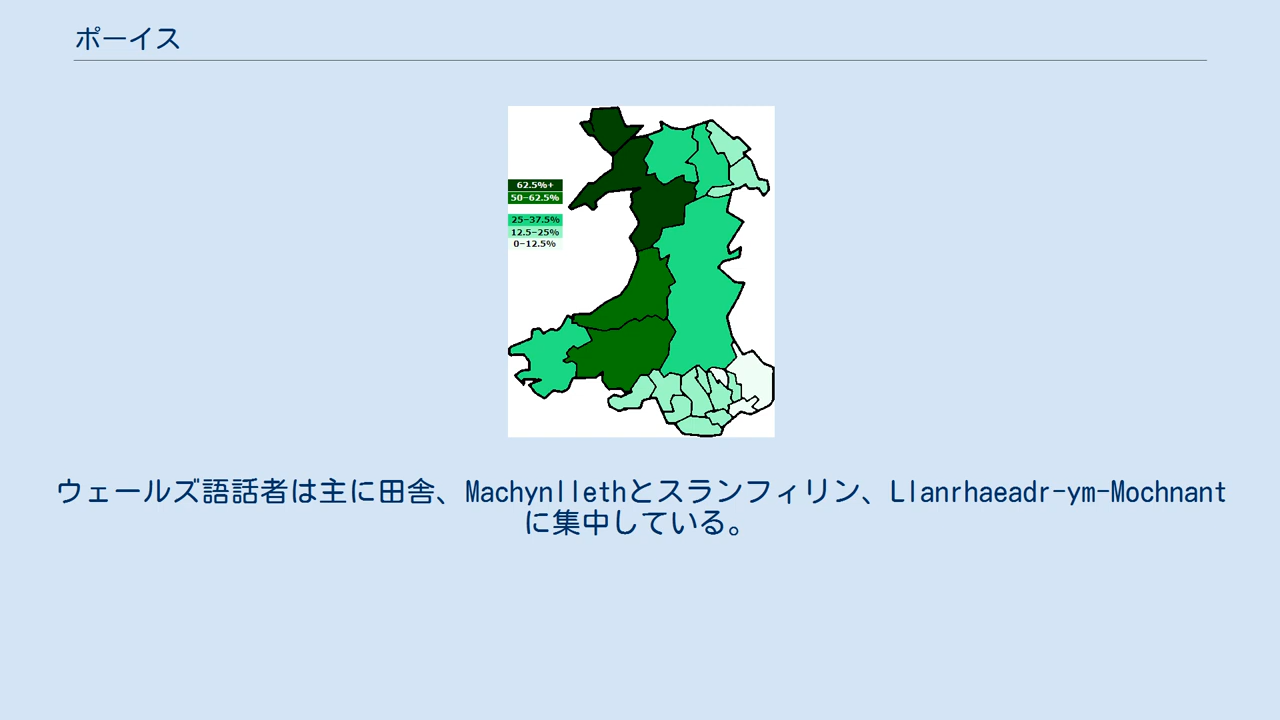 ポーイス
62.5%+
50-62.5%
25-37.5%
12.5-25%
0-12.5%
ウェールズ語話者は主に田舎、Machynllethとスランフィリン、Llanrhaeadr-ym-Mochnant
に集中している。